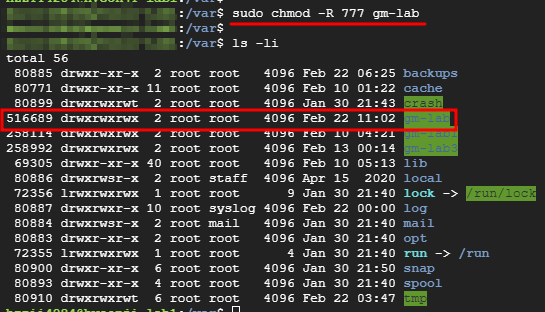 :/var$ sudo chmod -R 777 gm-lab
:/var$
:/var$ ls -li
total 56
80885 drwxr-xr-x 2 root root 4096 Feb 22 06:25 backups
80771 drwxr-xr-x 11 root root 4096 Feb 10 01:22 cache
80899 drwxrwxrwt 2 root root 4096 Jan 30 21:43 crash
516689 drwxrwxrwx 2 root root 4096 Feb 22 11:02 gm-lab
258114 drwxrwxrwx 2 root root 4096 Feb 10 04:21 gm-lab1
258992 drwxrwxrwx 2 root root 4096 Feb 13 00:14 gm-lab3
69305 drwxr-xr-x 40 root root 4096 Feb 10 05:13 lib
80886 drwxrwsr-x 2 root staff 4096 Apr 15 2020 local
72356 lrwxrwxrwx 1 root root 9 Jan 30 21:40 lock -> /run/lock
80887 drwxrwxr-x 10 root syslog 4096 Feb 22 00:00 log
80884 drwxrwsr-x 2 root mail 4096 Jan 30 21:40 mail
80883 drwxr-xr-x 2 root root 4096 Jan 30 21:40 opt
72355 lrwxrwxrwx 1 root root 4 Jan 30 21:40 run -> /run
80900 drwxr-xr-x 6 root root 4096 Jan 30 21:50 snap
80893 drwxr-xr-x 4 root root 4096 Jan 30 21:40 spool
80910 drwxrwxrwt 6 root root 4096 Feb 22 03:47 tmp
:/var$